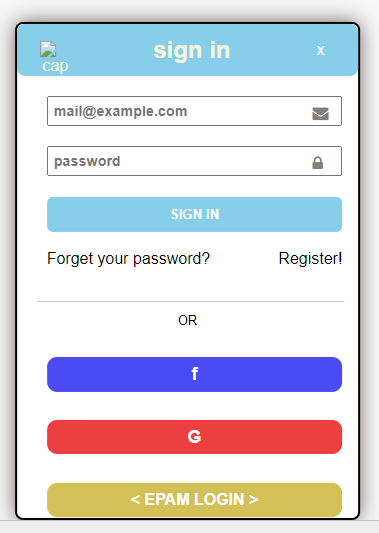 cap
sign in
x
mail@example.com
password
SIGN IN
Forget your password? Register!
OR
f
G
< EPAM LOGIN >